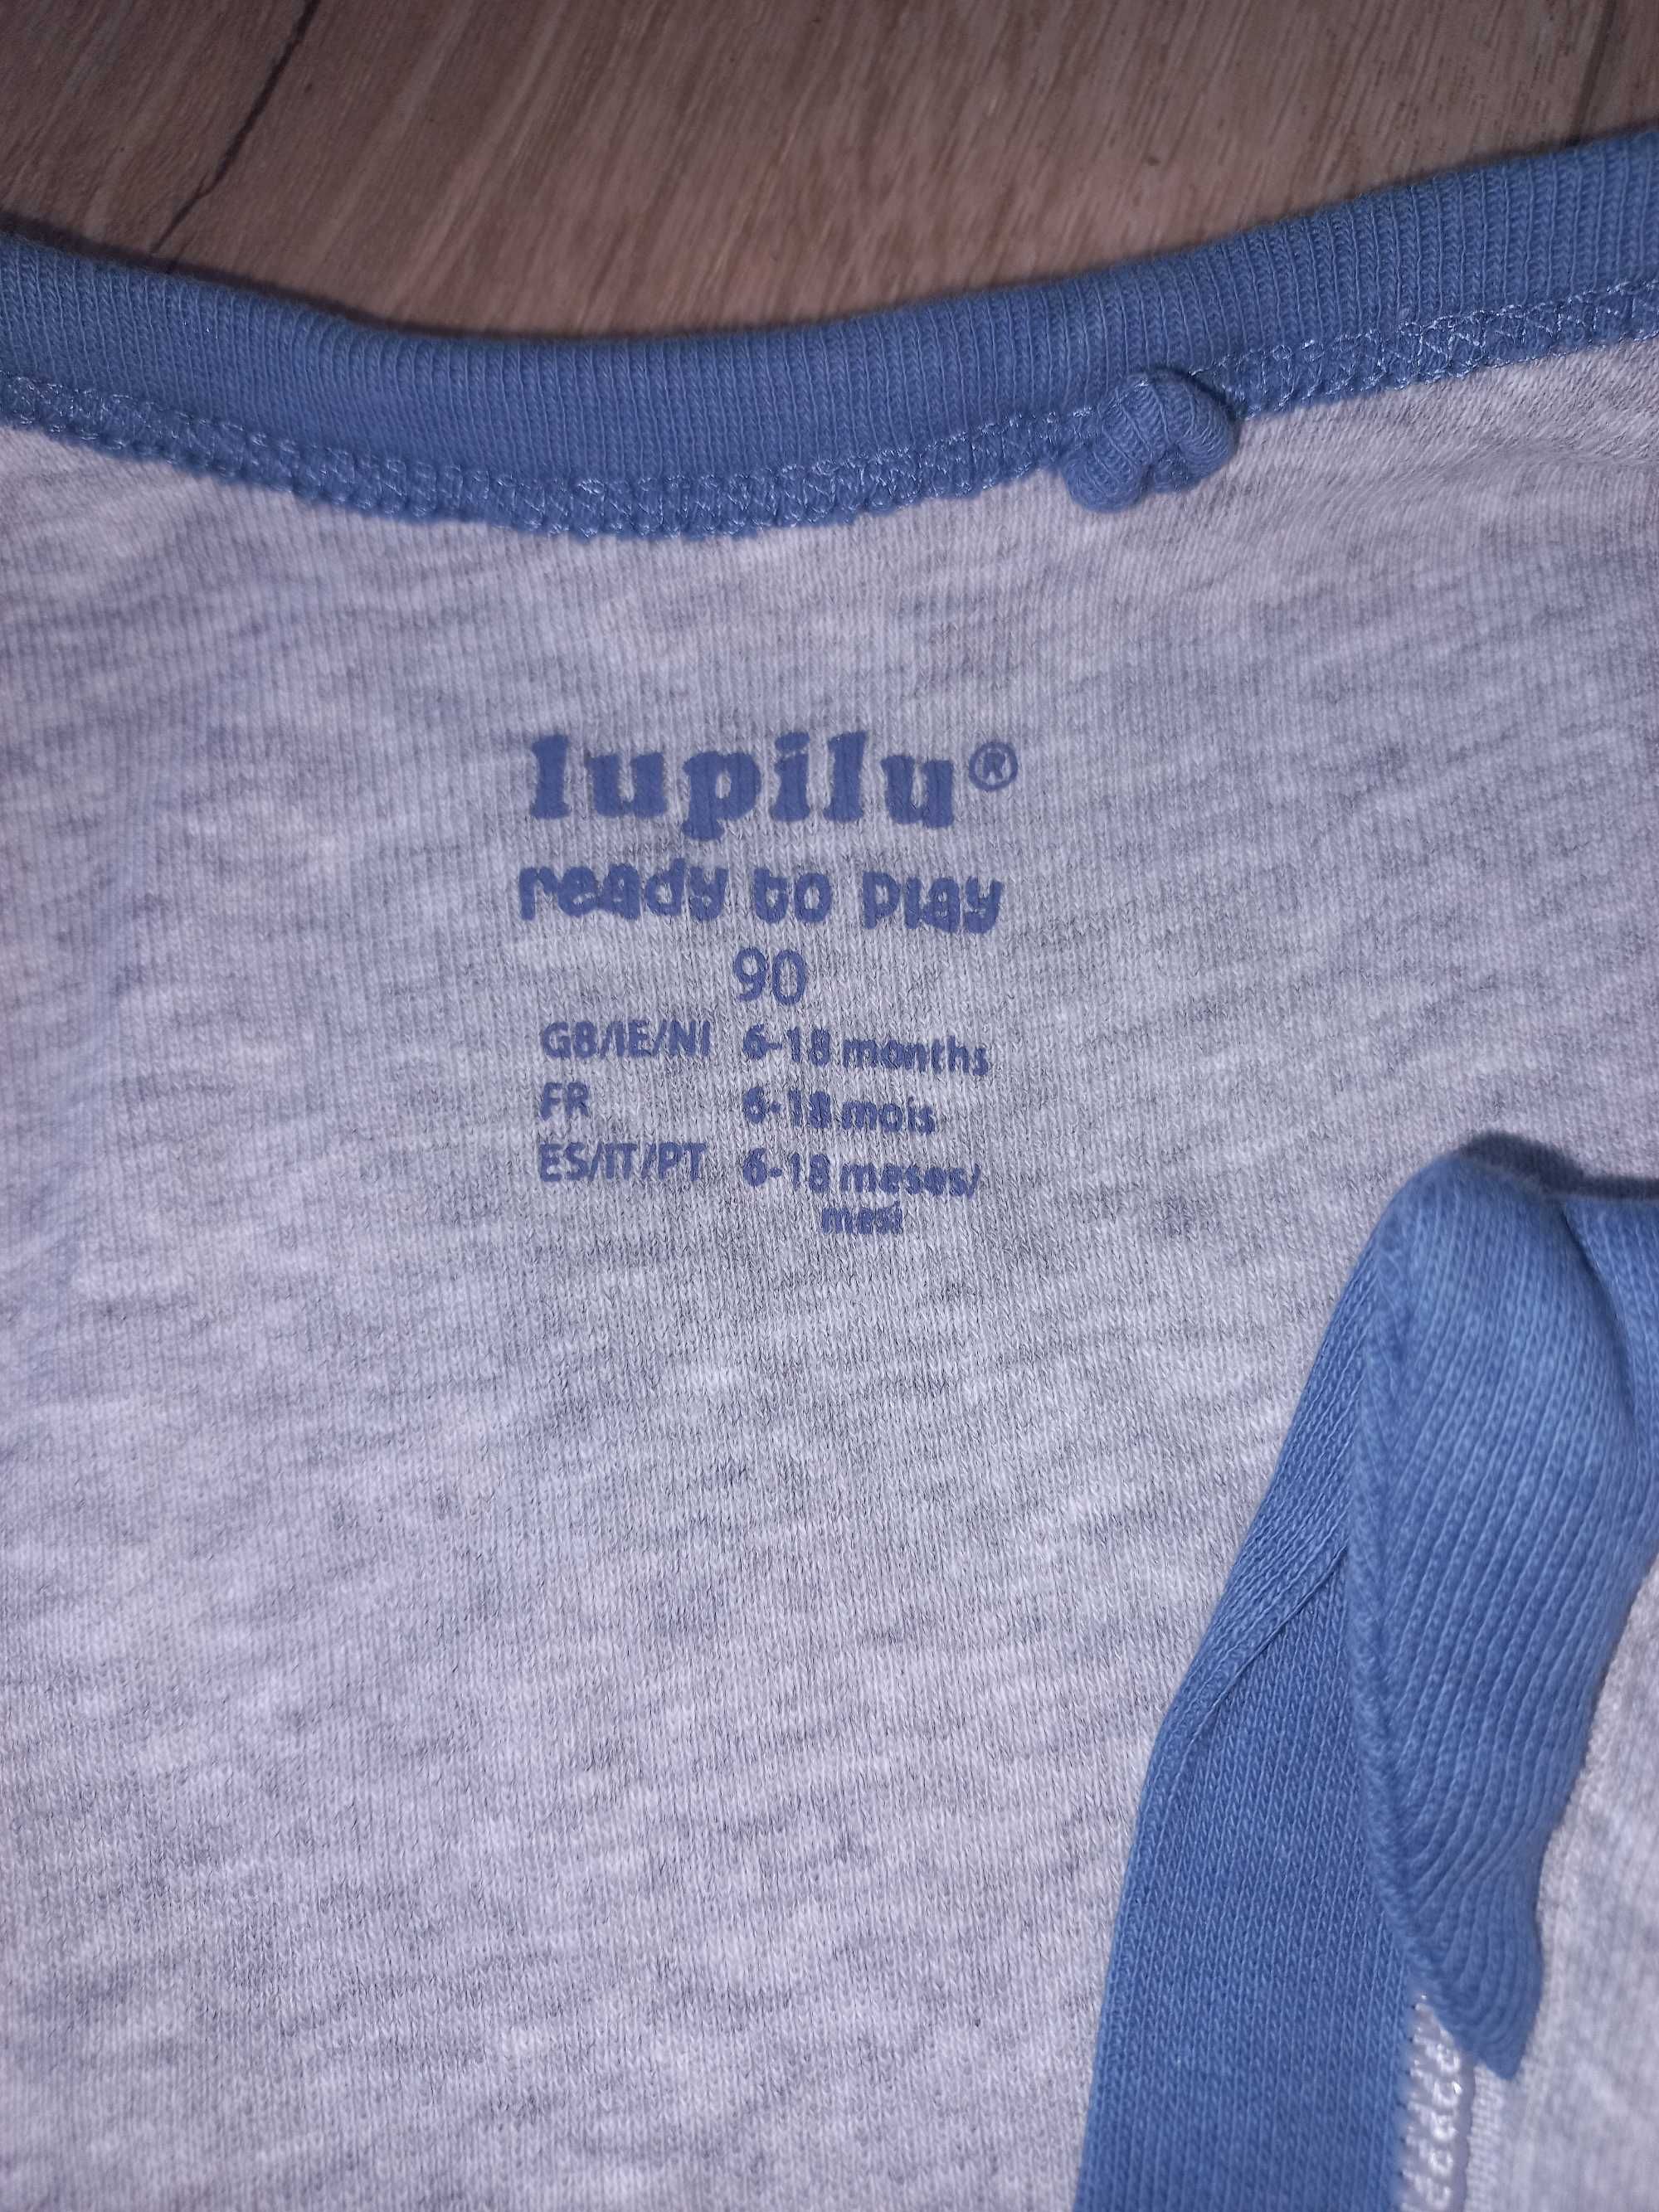 lupilu®
ready to play
90
GB/IE/NI 6-18 months
FR 6-18 mois
ES/IT/PT 6-18 meses/
mesi